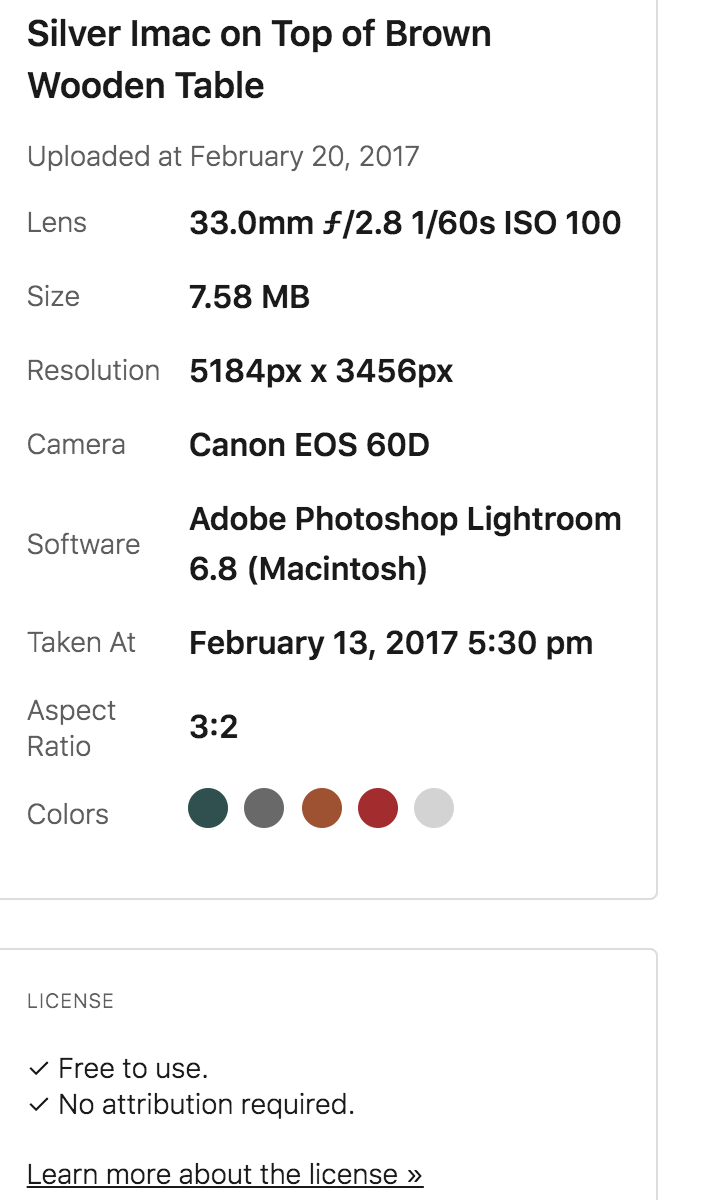 Silver Imac on Top of Brown
Wooden Table
Uploaded at February 20, 2017
Lens 33.0mm ƒ/2.8 1/60s ISO 100
Size 7.58 MB
Resolution 5184px x 3456px
Camera Canon EOS 60D
Software Adobe Photoshop Lightroom
6.8 (Macintosh)
Taken At February 13, 2017 5:30 pm
Aspect
Ratio 3:2
Colors
LICENSE
✓ Free to use.
✓ No attribution required.
Learn more about the license »